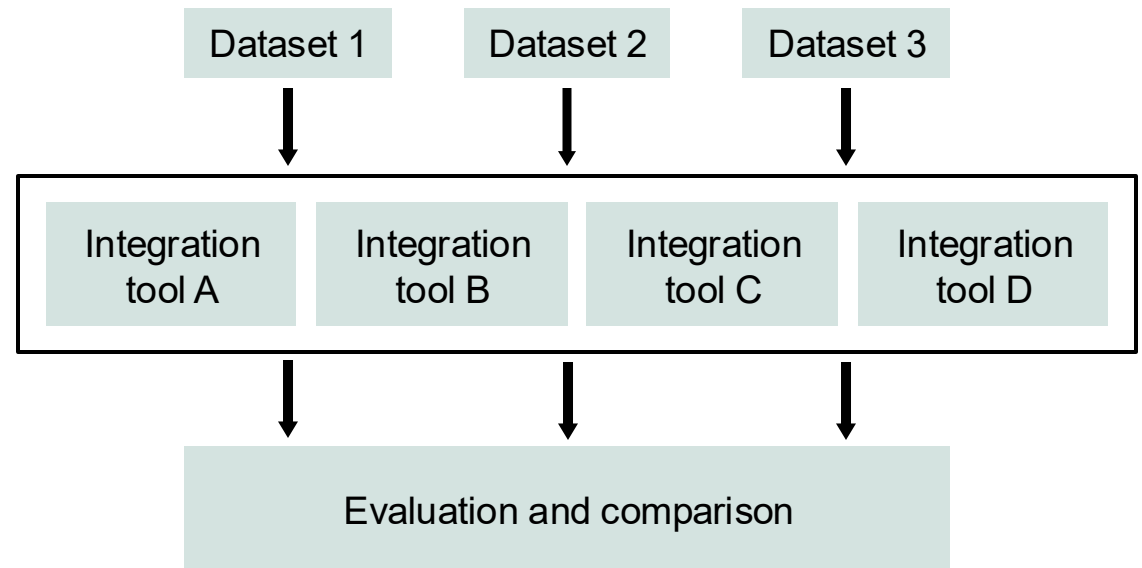 Dataset 1
Dataset 2
Dataset 3
Integration
tool A
Integration
tool B
Integration
tool C
Integration
tool D
Evaluation and comparison